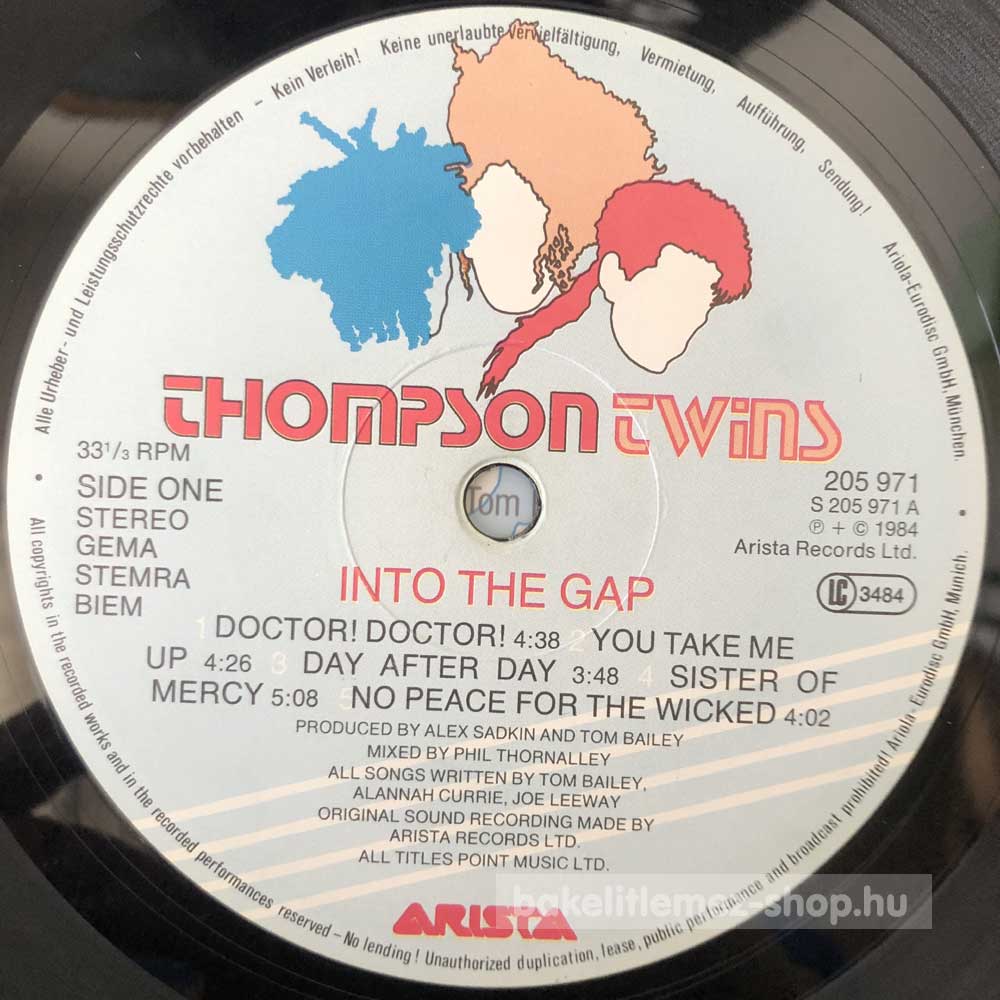 Alle Urheber- und Leistungsschutzrechte vorbehalten – Kein Verleih! Keine unerlaubte Vervielfältigung, Vermietung, Aufführung, Sendung!
Ariola-Eurodisc GmbH, München.
THOMPSON TWINS
33 1/3 RPM
SIDE ONE
STEREO
GEMA
STEMRA
BIEM
205 971
S 205 971 A
℗ + © 1984
Arista Records Ltd.
LC 3484
Tom
INTO THE GAP
1 DOCTOR! DOCTOR! 4:38 2 YOU TAKE ME
UP 4:26 3 DAY AFTER DAY 3:48 4 SISTER OF
MERCY 5:08 5 NO PEACE FOR THE WICKED 4:02
PRODUCED BY ALEX SADKIN AND TOM BAILEY
MIXED BY PHIL THORNALLEY
ALL SONGS WRITTEN BY TOM BAILEY,
ALANNAH CURRIE, JOE LEEWAY
ORIGINAL SOUND RECORDING MADE BY
ARISTA RECORDS LTD.
ALL TITLES POINT MUSIC LTD.
ARISTA
bakelitlemez-shop.hu
All copyrights in the recorded works and in the recorded performances reserved – No lending! Unauthorized duplication, lease, public performance and broadcast prohibited! Ariola-Eurodisc GmbH, Munich.